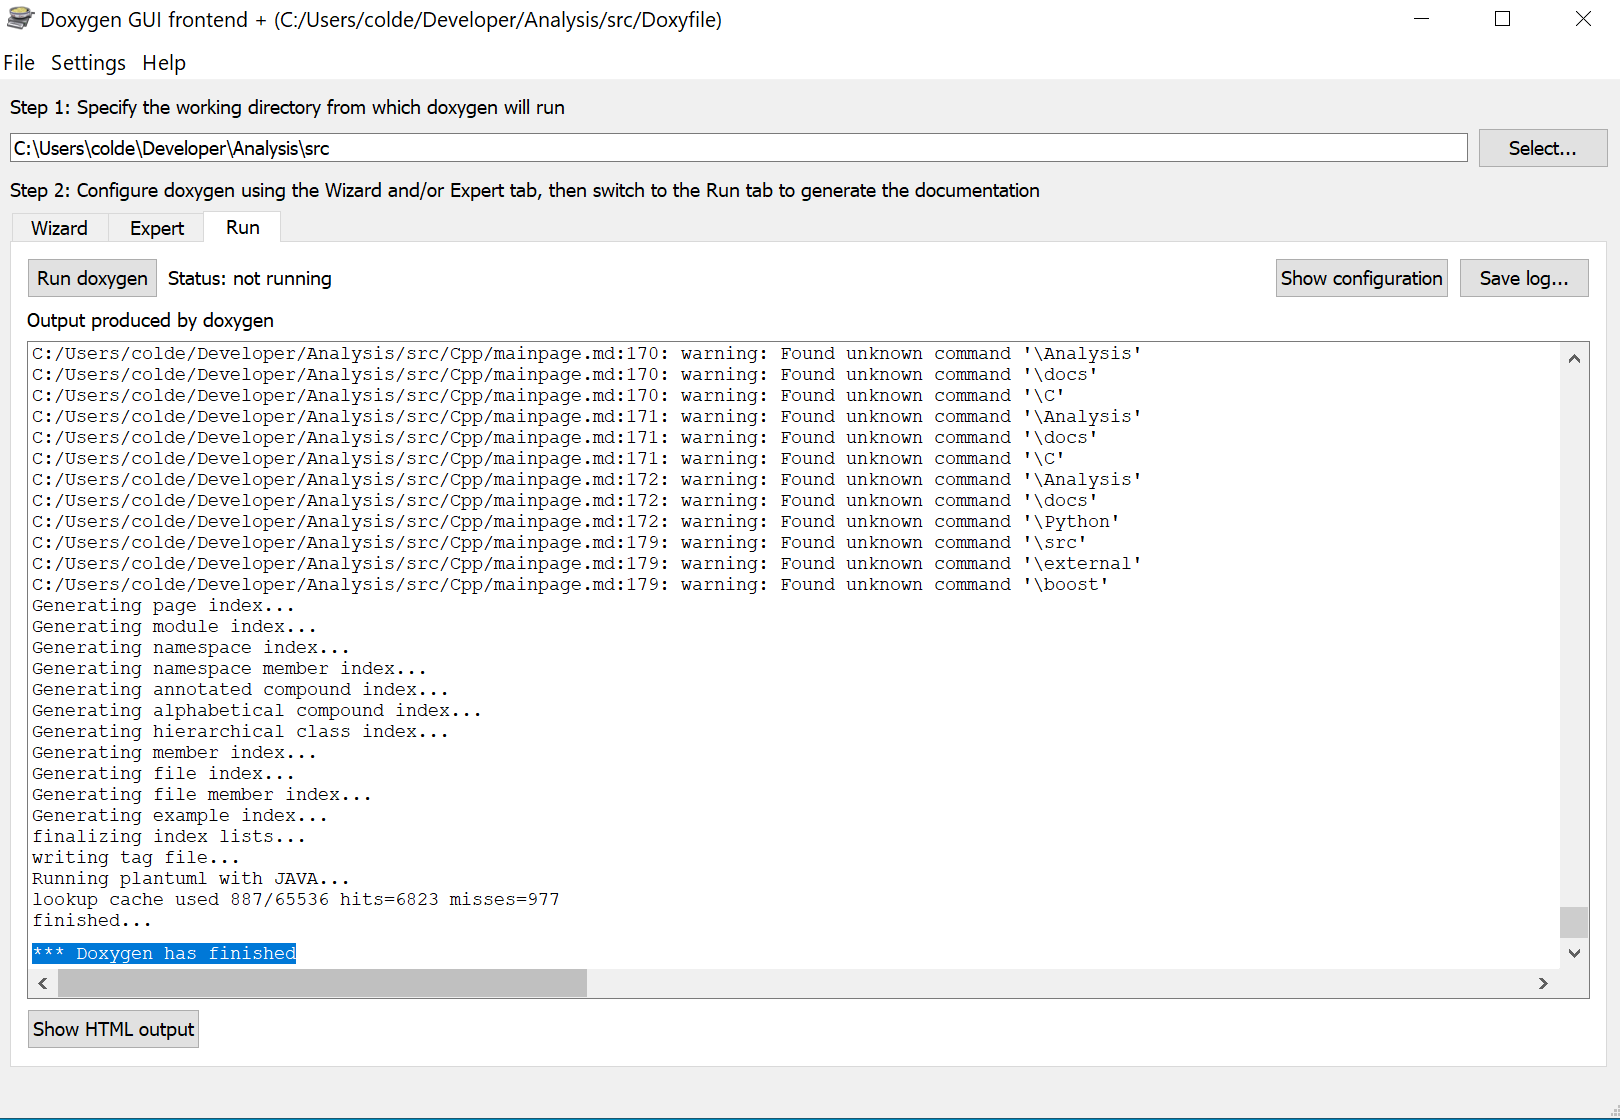 Doxygen GUI frontend + (C:/Users/colde/Developer/Analysis/src/Doxyfile)
File Settings Help
Step 1: Specify the working directory from which doxygen will run
C:\Users\colde\Developer\Analysis\src
Select...
Step 2: Configure doxygen using the Wizard and/or Expert tab, then switch to the Run tab to generate the documentation
Wizard Expert Run
Run doxygen Status: not running Show configuration Save log...
Output produced by doxygen
C:/Users/colde/Developer/Analysis/src/Cpp/mainpage.md:170: warning: Found unknown command '\Analysis'
C:/Users/colde/Developer/Analysis/src/Cpp/mainpage.md:170: warning: Found unknown command '\docs'
C:/Users/colde/Developer/Analysis/src/Cpp/mainpage.md:170: warning: Found unknown command '\C'
C:/Users/colde/Developer/Analysis/src/Cpp/mainpage.md:171: warning: Found unknown command '\Analysis'
C:/Users/colde/Developer/Analysis/src/Cpp/mainpage.md:171: warning: Found unknown command '\docs'
C:/Users/colde/Developer/Analysis/src/Cpp/mainpage.md:171: warning: Found unknown command '\C'
C:/Users/colde/Developer/Analysis/src/Cpp/mainpage.md:172: warning: Found unknown command '\Analysis'
C:/Users/colde/Developer/Analysis/src/Cpp/mainpage.md:172: warning: Found unknown command '\docs'
C:/Users/colde/Developer/Analysis/src/Cpp/mainpage.md:172: warning: Found unknown command '\Python'
C:/Users/colde/Developer/Analysis/src/Cpp/mainpage.md:179: warning: Found unknown command '\src'
C:/Users/colde/Developer/Analysis/src/Cpp/mainpage.md:179: warning: Found unknown command '\external'
C:/Users/colde/Developer/Analysis/src/Cpp/mainpage.md:179: warning: Found unknown command '\boost'
Generating page index...
Generating module index...
Generating namespace index...
Generating namespace member index...
Generating annotated compound index...
Generating alphabetical compound index...
Generating hierarchical class index...
Generating member index...
Generating file index...
Generating file member index...
Generating example index...
finalizing index lists...
writing tag file...
Running plantuml with JAVA...
lookup cache used 887/65536 hits=6823 misses=977
finished...
*** Doxygen has finished
Show HTML output